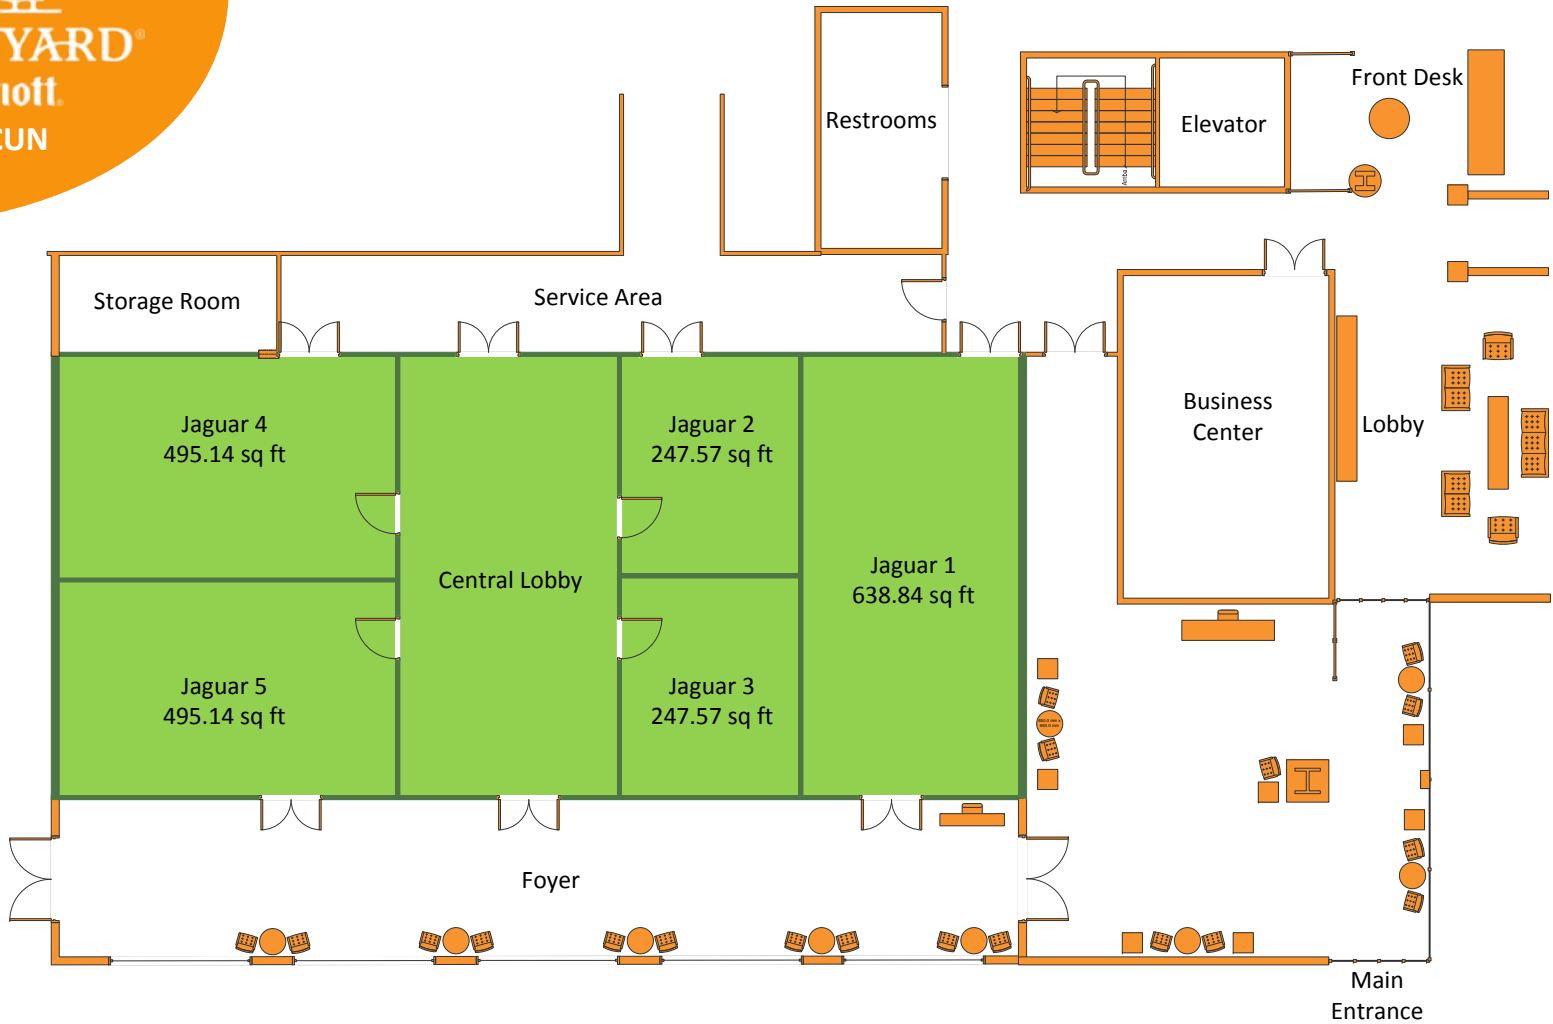 YARD®
CUN
Restrooms
Elevator
Front Desk
Arriba
Storage Room
Service Area
Jaguar 4
495.14 sq ft
Jaguar 2
247.57 sq ft
Business
Center
Lobby
Central Lobby
Jaguar 1
638.84 sq ft
Jaguar 5
495.14 sq ft
Jaguar 3
247.57 sq ft
Foyer
Main
Entrance